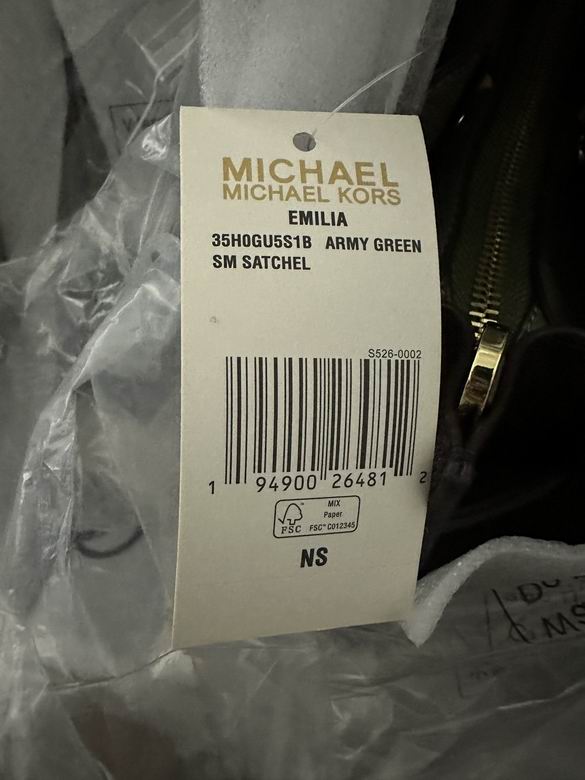 MICHAEL
MICHAEL KORS
EMILIA
35H0GU5S1B ARMY GREEN
SM SATCHEL
S526-0002
1 94900 26481 2
MIX
Paper
FSC
FSC™ C012345
NS